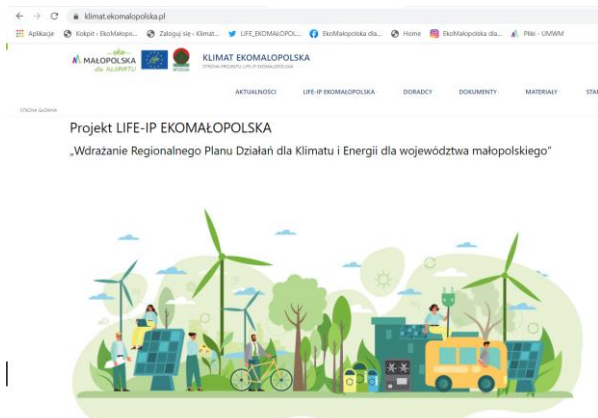 klimat.ekomalopolska.pl
Aplikacje Kokpit ‹ EkoMałopo... Zaloguj się ‹ Klimat... LIFE_EKOMAŁOPOL... EkoMałopolska dla... Home EkoMałopolska dla... Pliki - UMWM
eko
MAŁOPOLSKA
dla KLIMATU
KLIMAT EKOMALOPOLSKA
AKTUALNOŚCI LIFE-IP EKOMAŁOPOLSKA DORADCY DOKUMENTY MATERIAŁY
STRONA GŁÓWNA
Projekt LIFE-IP EKOMAŁOPOLSKA
„Wdrażanie Regionalnego Planu Działań dla Klimatu i Energii dla województwa małopolskiego”